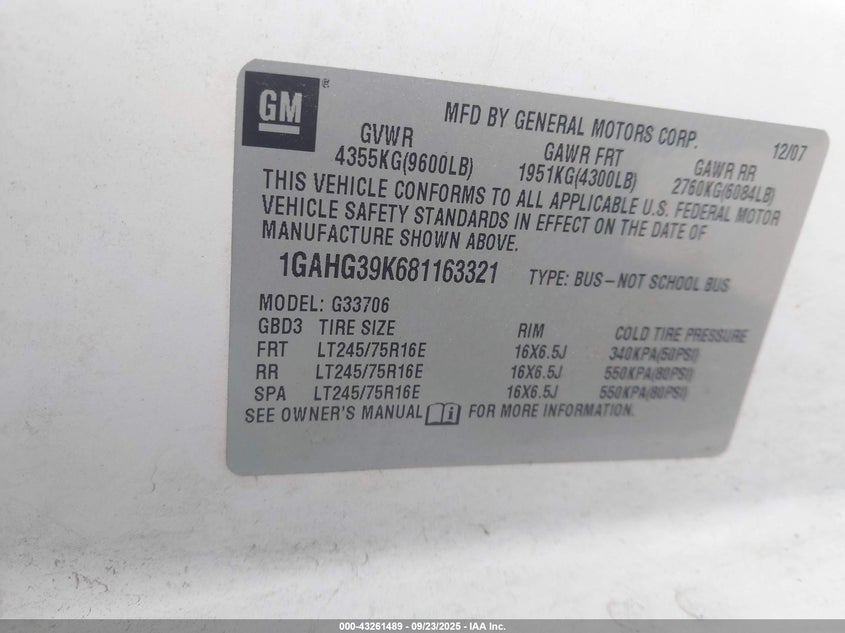 GM®
MFD BY GENERAL MOTORS CORP. 12/07
GVWR GAWR FRT GAWR RR
4355KG(9600LB) 1951KG(4300LB) 2760KG(6084LB)
THIS VEHICLE CONFORMS TO ALL APPLICABLE U.S. FEDERAL MOTOR
VEHICLE SAFETY STANDARDS IN EFFECT ON THE DATE OF
MANUFACTURE SHOWN ABOVE.
1GAHG39K681163321 TYPE: BUS-NOT SCHOOL BUS
MODEL: G33706
GBD3 TIRE SIZE RIM COLD TIRE PRESSURE
FRT LT245/75R16E 16X6.5J 340KPA(50PSI)
RR LT245/75R16E 16X6.5J 550KPA(80PSI)
SPA LT245/75R16E 16X6.5J 550KPA(80PSI)
SEE OWNER'S MANUAL i FOR MORE INFORMATION.
000-43261489 - 09/23/2025 - IAA Inc.